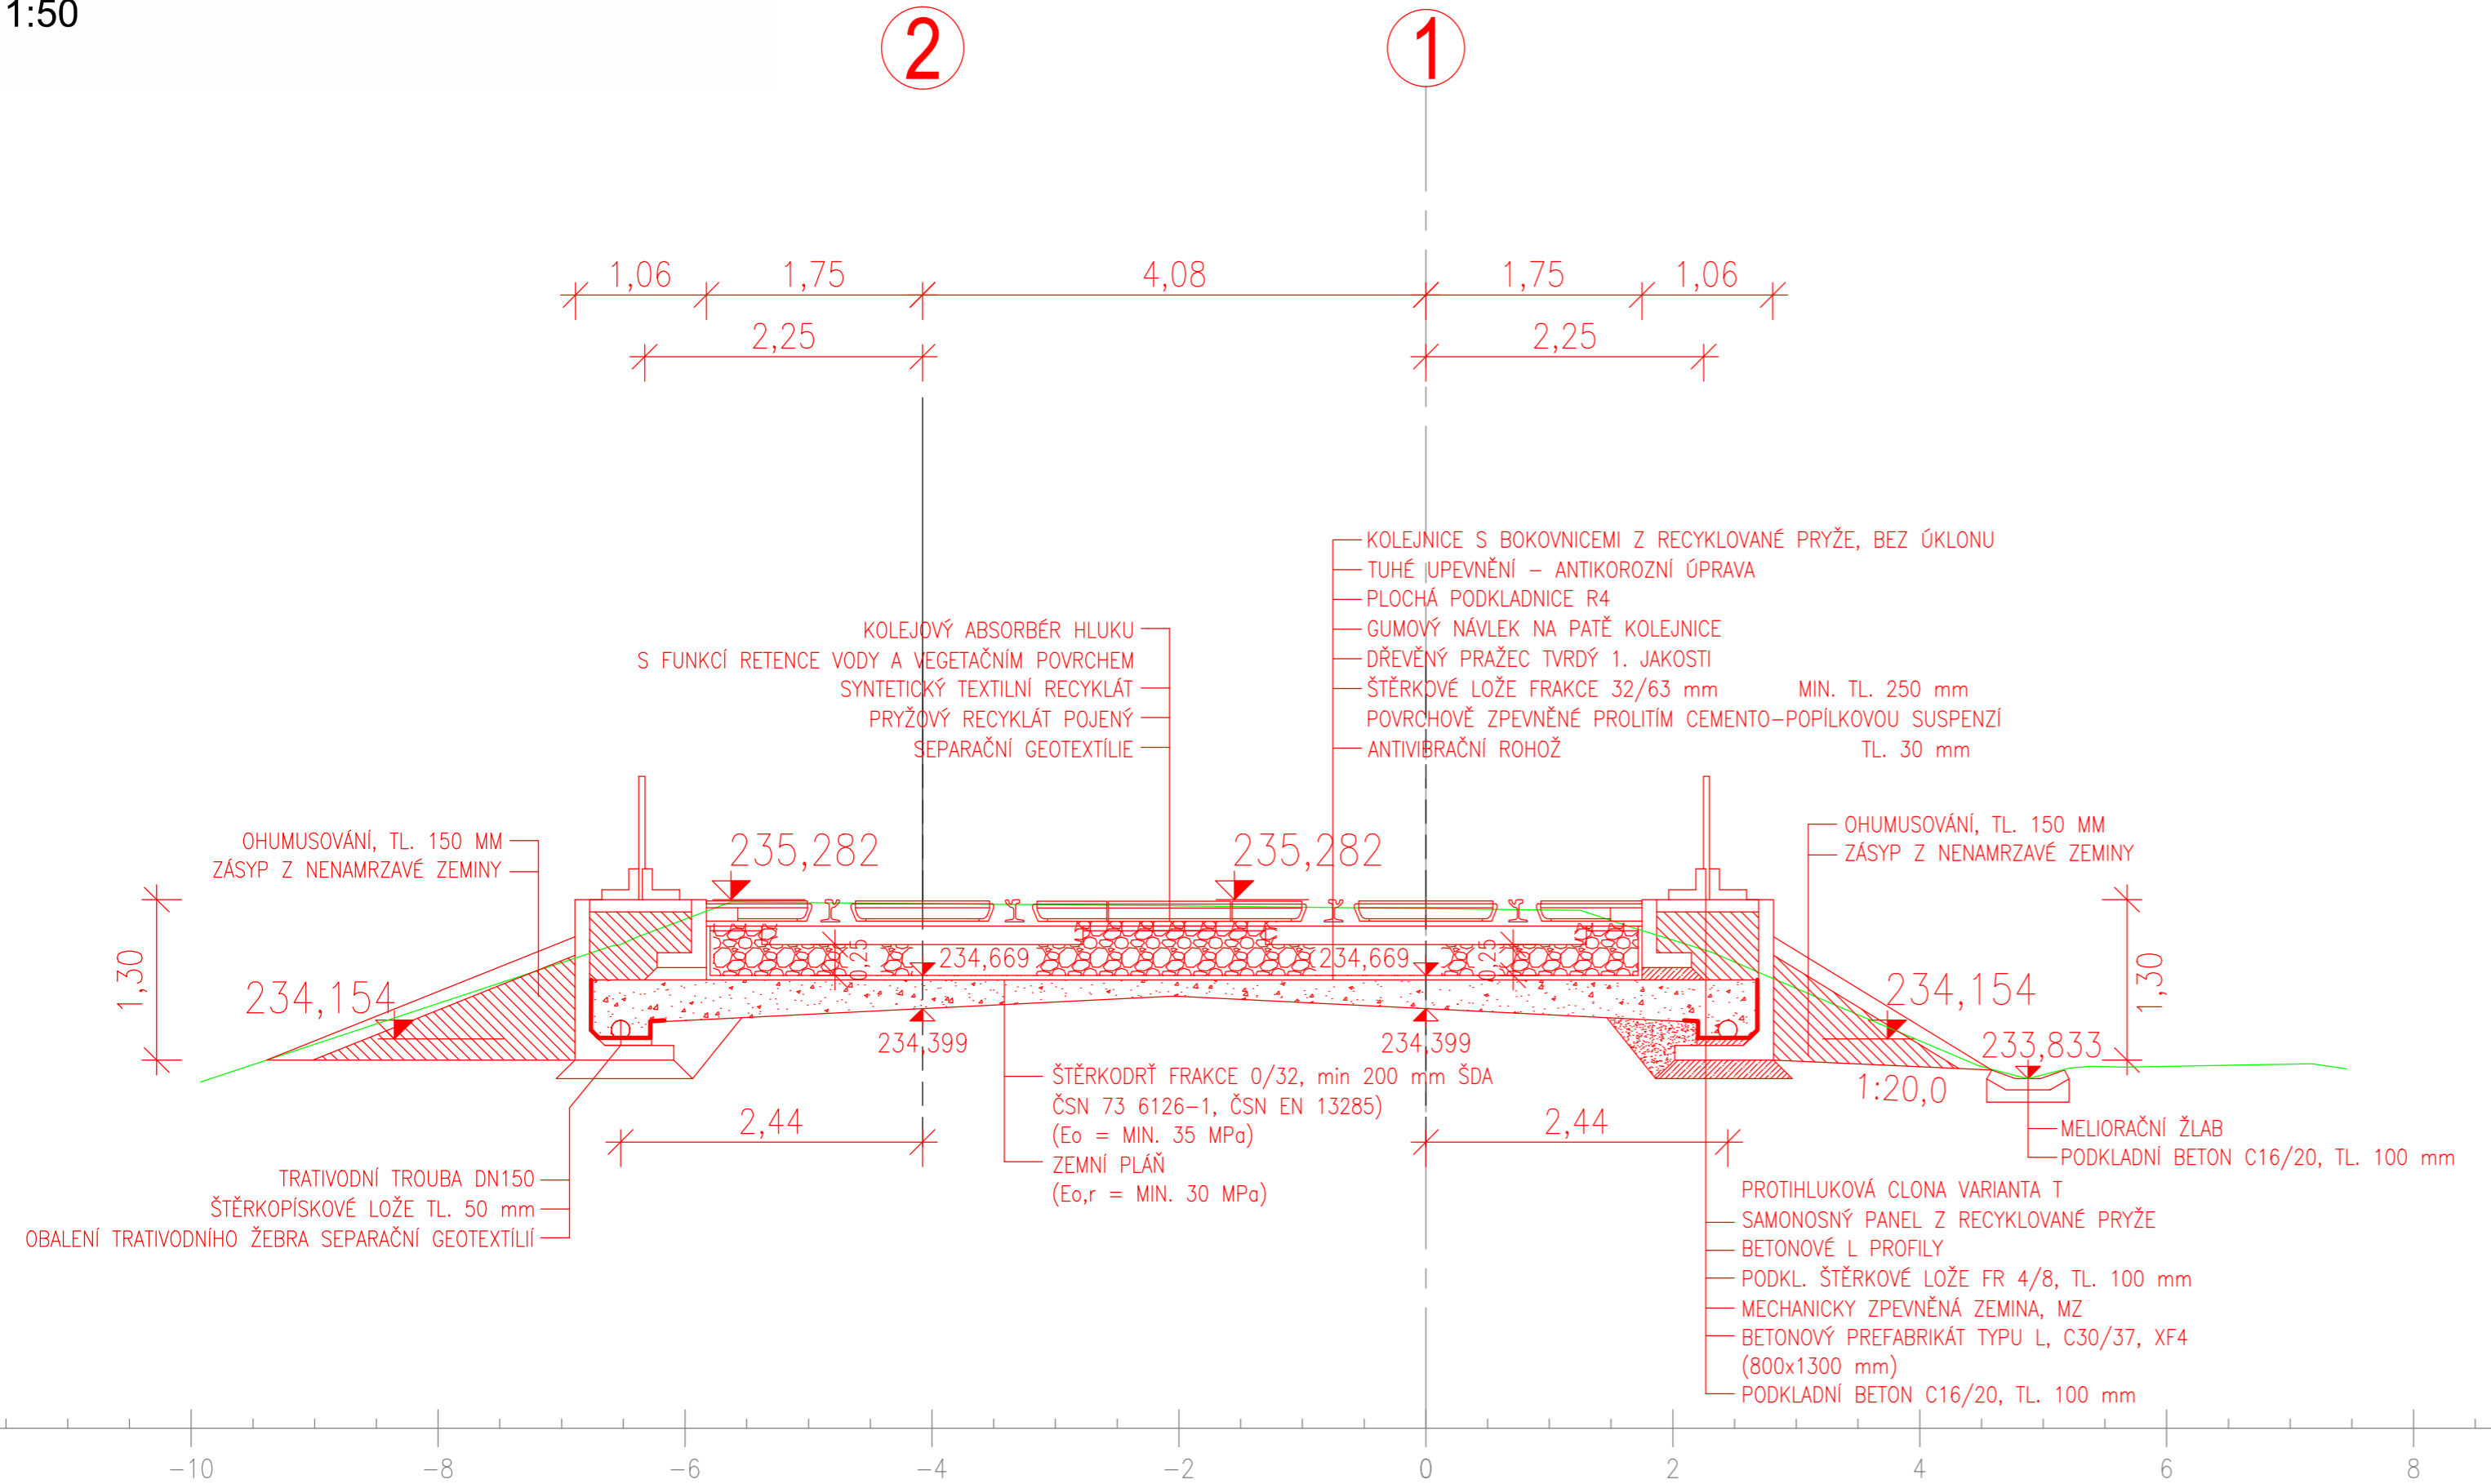 1:50
2
1
1,06
1,75
4,08
1,75
1,06
2,25
2,25
KOLEJNICE S BOKOVNICEMI Z RECYKLOVANÉ PRYŽE, BEZ ÚKLONU
TUHÉ UPEVNĚNÍ – ANTIKOROZNÍ ÚPRAVA
PLOCHÁ PODKLADNICE R4
GUMOVÝ NÁVLEK NA PATĚ KOLEJNICE
DŘEVĚNÝ PRAŽEC TVRDÝ 1. JAKOSTI
ŠTĚRKOVÉ LOŽE FRAKCE 32/63 mm MIN. TL. 250 mm
POVRCHOVĚ ZPEVNĚNÉ PROLITÍM CEMENTO–POPÍLKOVOU SUSPENZÍ
ANTIVIBRAČNÍ ROHOŽ TL. 30 mm
KOLEJOVÝ ABSORBÉR HLUKU
S FUNKCÍ RETENCE VODY A VEGETAČNÍM POVRCHEM
SYNTETICKÝ TEXTILNÍ RECYKLÁT
PRYŽOVÝ RECYKLÁT POJENÝ
SEPARAČNÍ GEOTEXTÍLIE
OHUMUSOVÁNÍ, TL. 150 MM
ZÁSYP Z NENAMRZAVÉ ZEMINY
235,282
235,282
OHUMUSOVÁNÍ, TL. 150 MM
ZÁSYP Z NENAMRZAVÉ ZEMINY
1,30
234,154
0,25
234,669
234,669
0,25
234,154
1,30
233,833
1:20,0
234,399
234,399
2,44
2,44
ŠTĚRKODRŤ FRAKCE 0/32, min 200 mm ŠDA
ČSN 73 6126–1, ČSN EN 13285)
(Eo = MIN. 35 MPa)
ZEMNÍ PLÁŇ
(Eo,r = MIN. 30 MPa)
MELIORAČNÍ ŽLAB
PODKLADNÍ BETON C16/20, TL. 100 mm
TRATIVODNÍ TROUBA DN150
ŠTĚRKOPÍSKOVÉ LOŽE TL. 50 mm
OBALENÍ TRATIVODNÍHO ŽEBRA SEPARAČNÍ GEOTEXTÍLIÍ
PROTIHLUKOVÁ CLONA VARIANTA T
SAMONOSNÝ PANEL Z RECYKLOVANÉ PRYŽE
BETONOVÉ L PROFILY
PODKL. ŠTĚRKOVÉ LOŽE FR 4/8, TL. 100 mm
MECHANICKY ZPEVNĚNÁ ZEMINA, MZ
BETONOVÝ PREFABRIKÁT TYPU L, C30/37, XF4
(800x1300 mm)
PODKLADNÍ BETON C16/20, TL. 100 mm
–10 –8 –6 –4 –2 0 2 4 6 8